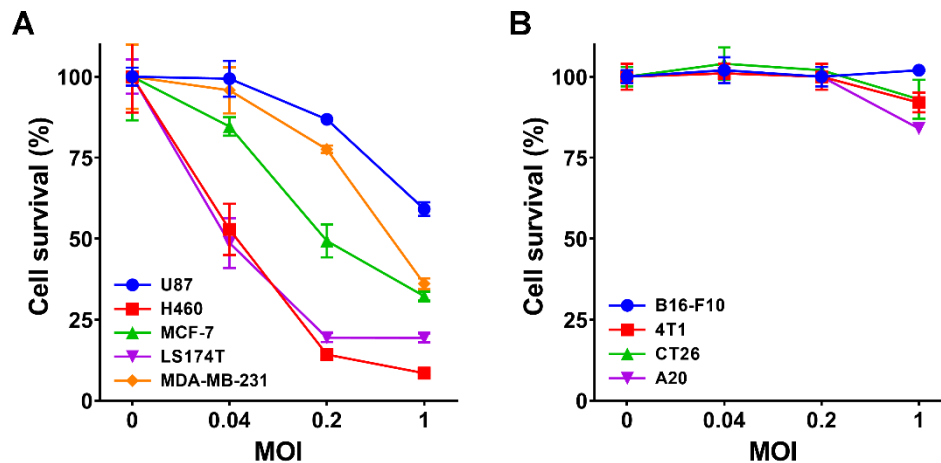 A
Cell survival (%)
100
75
50
25
0
U87
H460
MCF-7
LS174T
MDA-MB-231
0 0.04 0.2 1
MOI
B
Cell survival (%)
100
75
50
25
0
B16-F10
4T1
CT26
A20
0 0.04 0.2 1
MOI